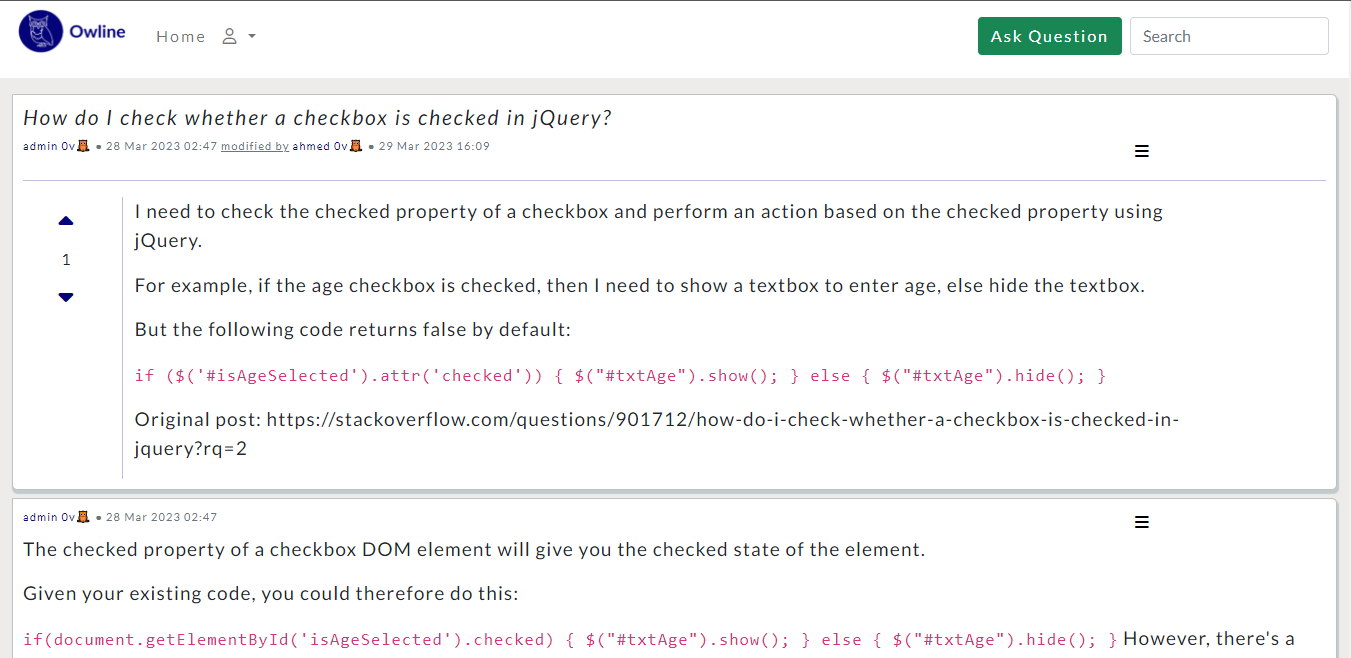 Owline
Home
Ask Question
Search
How do I check whether a checkbox is checked in jQuery?
admin 0v • 28 Mar 2023 02:47 modified by ahmed 0v • 29 Mar 2023 16:09
I need to check the checked property of a checkbox and perform an action based on the checked property using
jQuery.
1
For example, if the age checkbox is checked, then I need to show a textbox to enter age, else hide the textbox.
But the following code returns false by default:
if ($('#isAgeSelected').attr('checked')) { $("#txtAge").show(); } else { $("#txtAge").hide(); }
Original post: https://stackoverflow.com/questions/901712/how-do-i-check-whether-a-checkbox-is-checked-in-
jquery?rq=2
admin 0v • 28 Mar 2023 02:47
The checked property of a checkbox DOM element will give you the checked state of the element.
Given your existing code, you could therefore do this:
if(document.getElementById('isAgeSelected').checked) { $("#txtAge").show(); } else { $("#txtAge").hide(); } However, there's a